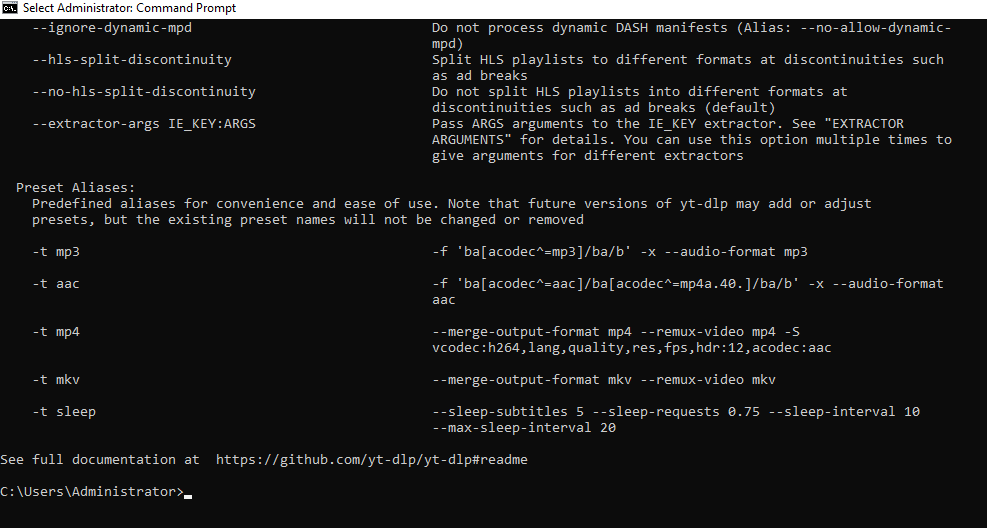 Select Administrator: Command Prompt
--ignore-dynamic-mpd Do not process dynamic DASH manifests (Alias: --no-allow-dynamic-
mpd)
--hls-split-discontinuity Split HLS playlists to different formats at discontinuities such
as ad breaks
--no-hls-split-discontinuity Do not split HLS playlists into different formats at
discontinuities such as ad breaks (default)
--extractor-args IE_KEY:ARGS Pass ARGS arguments to the IE_KEY extractor. See "EXTRACTOR
ARGUMENTS" for details. You can use this option multiple times to
give arguments for different extractors
Preset Aliases:
Predefined aliases for convenience and ease of use. Note that future versions of yt-dlp may add or adjust
presets, but the existing preset names will not be changed or removed
-t mp3 -f 'ba[acodec^=mp3]/ba/b' -x --audio-format mp3
-t aac -f 'ba[acodec^=aac]/ba[acodec^=mp4a.40.]/ba/b' -x --audio-format
aac
-t mp4 --merge-output-format mp4 --remux-video mp4 -S
vcodec:h264,lang,quality,res,fps,hdr:12,acodec:aac
-t mkv --merge-output-format mkv --remux-video mkv
-t sleep --sleep-subtitles 5 --sleep-requests 0.75 --sleep-interval 10
--max-sleep-interval 20
See full documentation at  https://github.com/yt-dlp/yt-dlp#readme
C:\Users\Administrator>